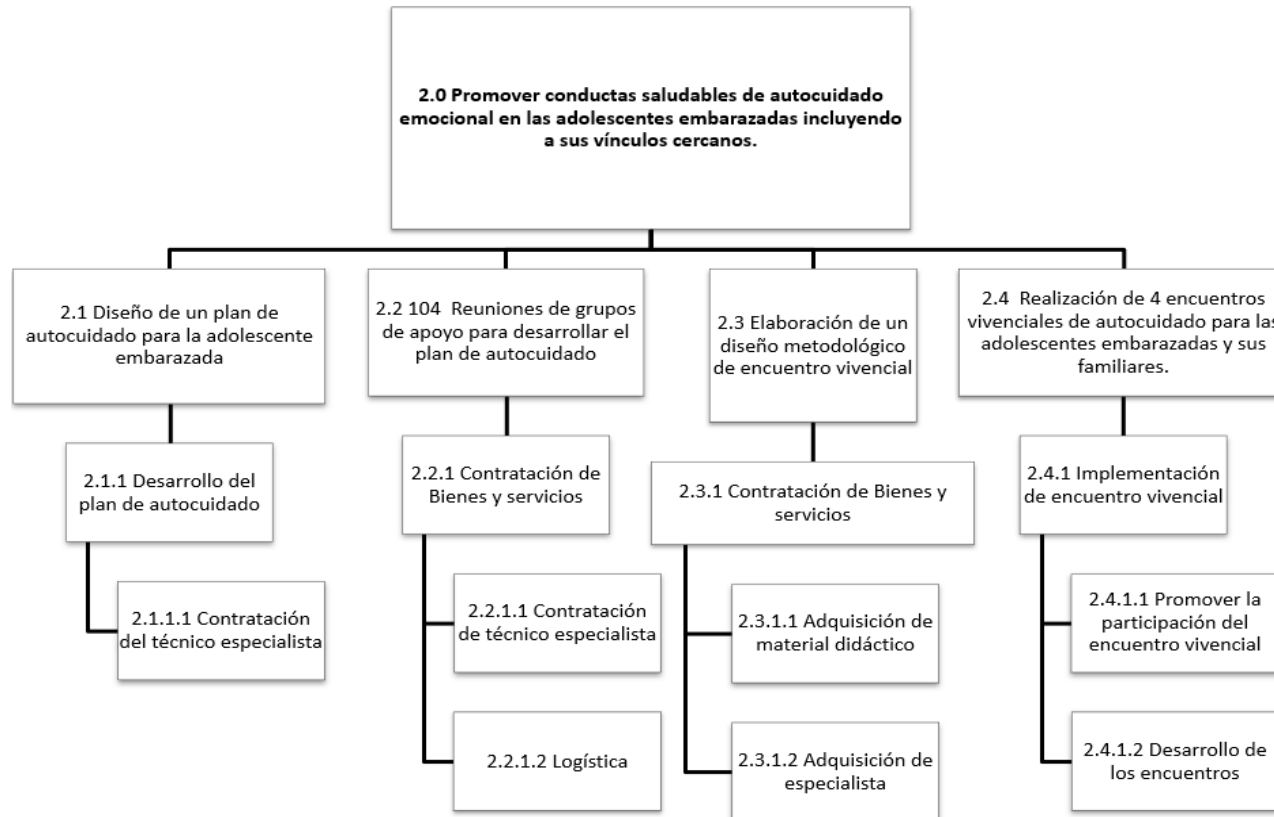 2.0 Promover conductas saludables de autocuidado
emocional en las adolescentes embarazadas incluyendo
a sus vínculos cercanos.
2.1 Diseño de un plan de
autocuidado para la adolescente
embarazada
2.2 104  Reuniones de grupos
de apoyo para desarrollar el
plan de autocuidado
2.3 Elaboración de un
diseño metodológico
de encuentro vivencial
2.4  Realización de 4 encuentros
vivenciales de autocuidado para las
adolescentes embarazadas y sus
familiares.
2.1.1 Desarrollo del
plan de autocuidado
2.2.1 Contratación de
Bienes y servicios
2.3.1 Contratación de Bienes y
servicios
2.4.1 Implementación
de encuentro vivencial
2.1.1.1 Contratación
del técnico especialista
2.2.1.1 Contratación
de técnico especialista
2.3.1.1 Adquisición de
material didáctico
2.4.1.1 Promover la
participación del
encuentro vivencial
2.2.1.2 Logística
2.3.1.2 Adquisición de
especialista
2.4.1.2 Desarrollo de
los encuentros